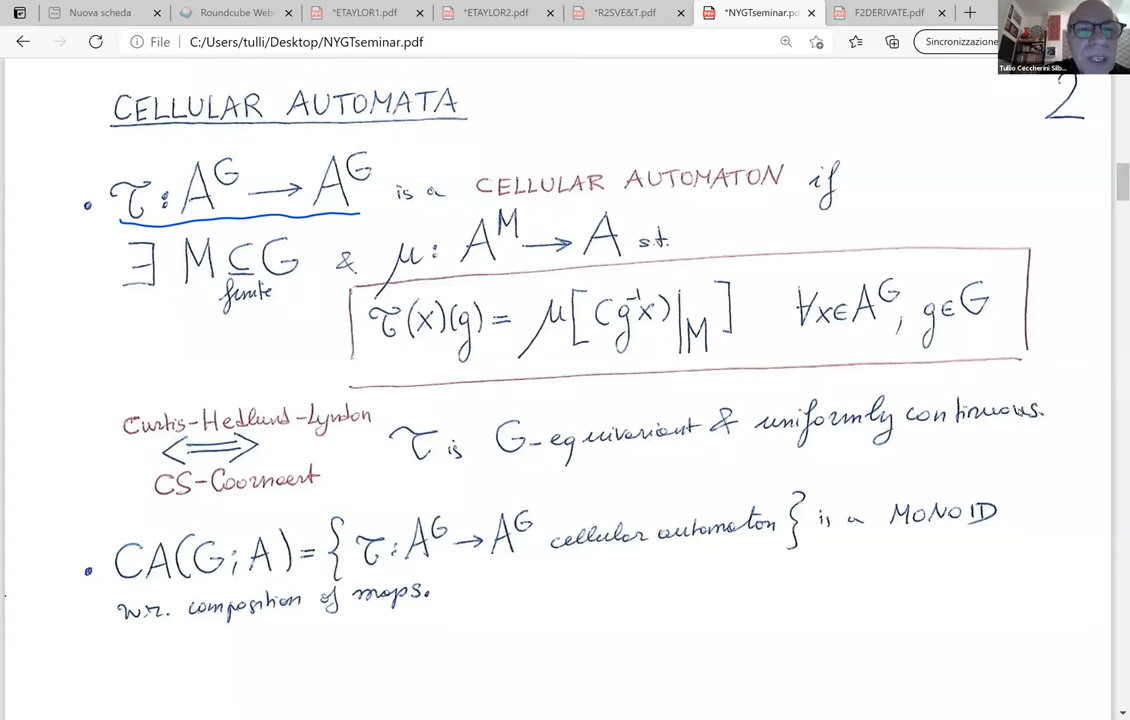 Nuova scheda
Roundcube Web
*ETAYLOR1.pdf
*ETAYLOR2.pdf
*R2SVE&T.pdf
*NYGTseminar.pd
F2DERIVATE.pdf
File
C:/Users/tulli/Desktop/NYGTseminar.pdf
Sincronizzazione
Tullio Ceccherini Silb...
2
CELLULAR AUTOMATA
• τ : A^G → A^G is a CELLULAR AUTOMATON if
∃ M ⊆ G & μ : A^M → A s.t.
finite
τ(x)(g) = μ[(g^-1 x)|_M] ∀x∈A^G, g∈G
Curtis-Hedlund-Lyndon
⟺ τ is G-equivariant & uniformly continuous.
CS-Coornaert
• CA(G;A) = { τ : A^G → A^G cellular automaton } is a MONOID
w.r. composition of maps.